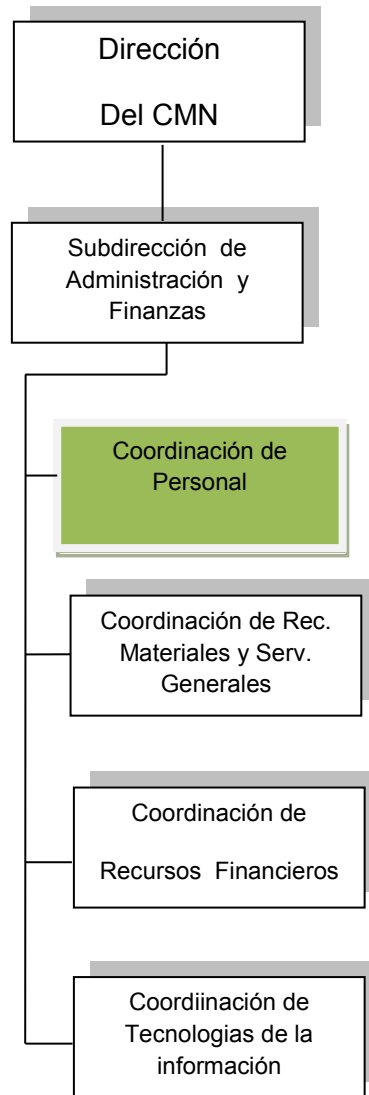 Dirección
Del CMN
Subdirección de
Administración y
Finanzas
Coordinación de
Personal
Coordinación de Rec.
Materiales y Serv.
Generales
Coordinación de
Recursos Financieros
Coordiinación de
Tecnologias de la
información